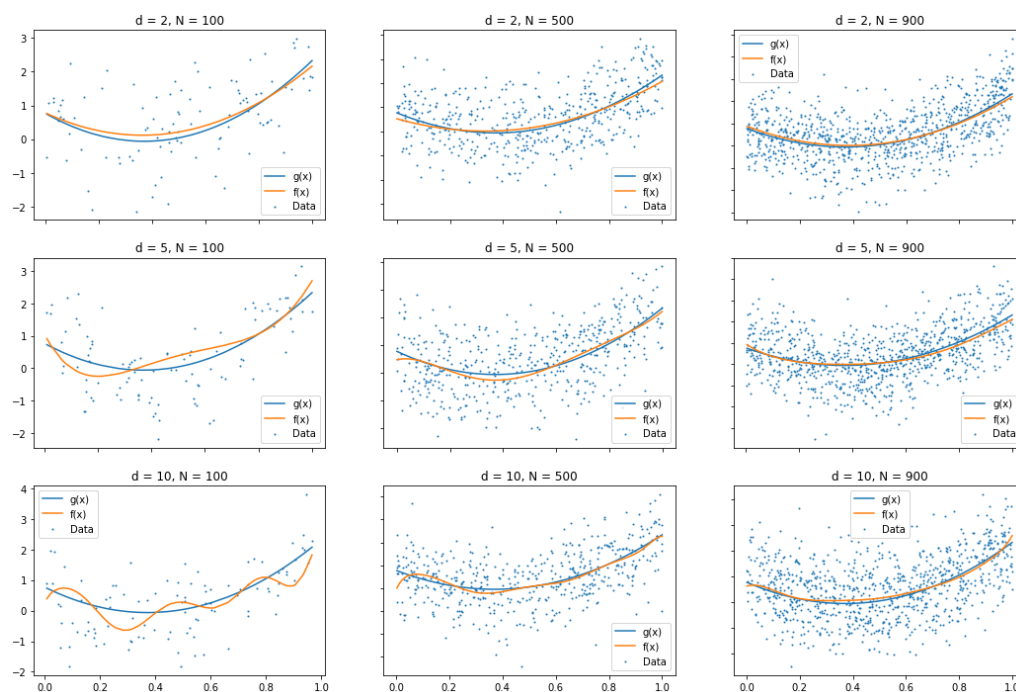 d = 2, N = 100
3
2
1
0
−1
−2
g(x)
f(x)
Data
d = 2, N = 500
g(x)
f(x)
Data
d = 2, N = 900
g(x)
f(x)
Data
d = 5, N = 100
3
2
1
0
−1
−2
g(x)
f(x)
Data
d = 5, N = 500
g(x)
f(x)
Data
d = 5, N = 900
g(x)
f(x)
Data
d = 10, N = 100
4
3
2
1
0
−1
−2
g(x)
f(x)
Data
0.0 0.2 0.4 0.6 0.8 1.0
d = 10, N = 500
g(x)
f(x)
Data
0.0 0.2 0.4 0.6 0.8 1.0
d = 10, N = 900
g(x)
f(x)
Data
0.0 0.2 0.4 0.6 0.8 1.0